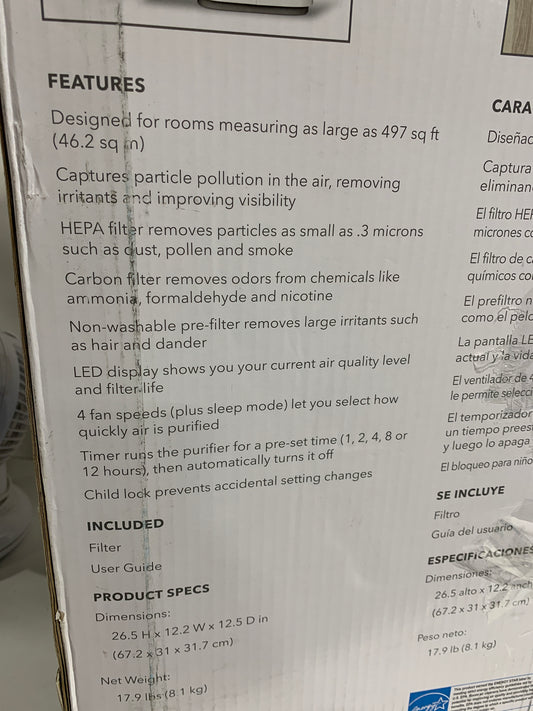 FEATURES
Designed for rooms measuring as large as 497 sq ft
(46.2 sq m)
Captures particle pollution in the air, removing
irritants and improving visibility
HEPA filter removes particles as small as .3 microns
such as dust, pollen and smoke
Carbon filter removes odors from chemicals like
ammonia, formaldehyde and nicotine
Non-washable pre-filter removes large irritants such
as hair and dander
LED display shows you your current air quality level
and filter life
4 fan speeds (plus sleep mode) let you select how
quickly air is purified
Timer runs the purifier for a pre-set time (1, 2, 4, 8 or
12 hours), then automatically turns it off
Child lock prevents accidental setting changes
INCLUDED
Filter
User Guide
PRODUCT SPECS
Dimensions:
26.5 H x 12.2 W x 12.5 D in
(67.2 x 31 x 31.7 cm)
Net Weight:
17.9 lbs (8.1 kg)
CARA
Diseñad
Captura
eliminan
El filtro HEP
micrones co
El filtro de c
químicos co
El prefiltro n
como el pelo
La pantalla LE
actual y la vida
El ventilador de 4
le permite selecci
El temporizador
un tiempo prees
y luego lo apaga
El bloqueo para niño
SE INCLUYE
Filtro
Guía del usuario
ESPECIFICACIONES
Dimensiones:
26.5 alto x 12.2 anch
(67.2 x 31 x 31.7 cm)
Peso neto:
17.9 lb (8.1 kg)